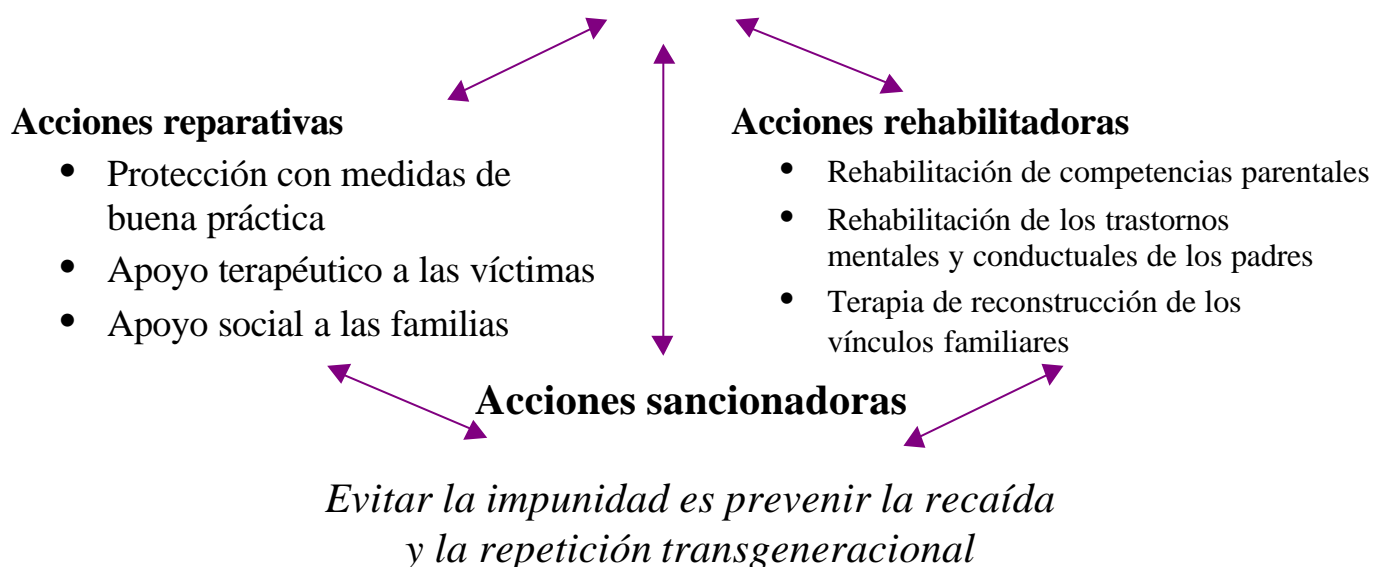 Acciones reparativas
• Protección con medidas de
buena práctica
• Apoyo terapéutico a las víctimas
• Apoyo social a las familias
Acciones rehabilitadoras
• Rehabilitación de competencias parentales
• Rehabilitación de los trastornos
mentales y conductuales de los padres
• Terapia de reconstrucción de los
vínculos familiares
Acciones sancionadoras
Evitar la impunidad es prevenir la recaída
y la repetición transgeneracional